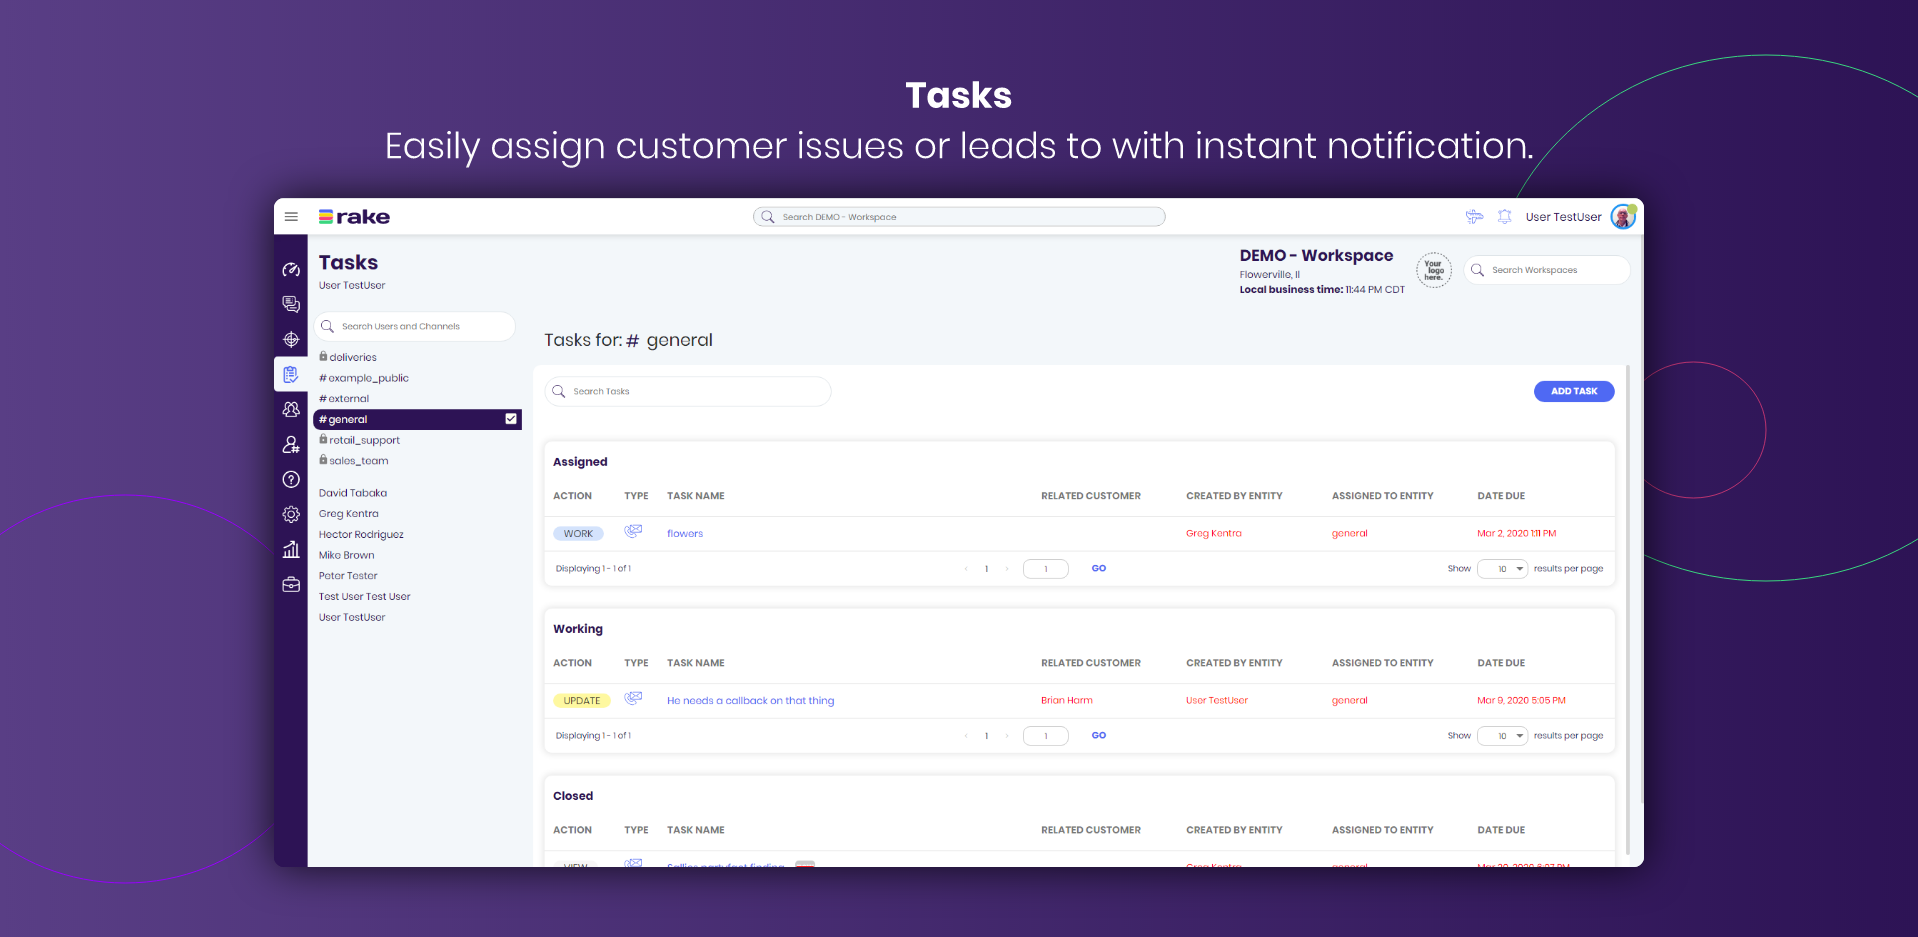 Tasks
Easily assign customer issues or leads to with instant notification.
rake
Search DEMO - Workspace
User TestUser
Tasks
User TestUser
DEMO - Workspace
Flowerville, Il
Local business time: 11:44 PM CDT
Your logo here.
Search Workspaces
Search Users and Channels
deliveries
# example_public
# external
# general
retail_support
sales_team
David Tabaka
Greg Kentra
Hector Rodriguez
Mike Brown
Peter Tester
Test User Test User
User TestUser
Tasks for: # general
Search Tasks
ADD TASK
Assigned
ACTION TYPE TASK NAME RELATED CUSTOMER CREATED BY ENTITY ASSIGNED TO ENTITY DATE DUE
WORK flowers Greg Kentra general Mar 2, 2020 1:11 PM
Displaying 1 - 1 of 1 ‹ 1 › 1 GO Show 10 results per page
Working
ACTION TYPE TASK NAME RELATED CUSTOMER CREATED BY ENTITY ASSIGNED TO ENTITY DATE DUE
UPDATE He needs a callback on that thing Brian Harm User TestUser general Mar 9, 2020 5:05 PM
Displaying 1 - 1 of 1 ‹ 1 › 1 GO Show 10 results per page
Closed
ACTION TYPE TASK NAME RELATED CUSTOMER CREATED BY ENTITY ASSIGNED TO ENTITY DATE DUE
VIEW Greg Kentra general